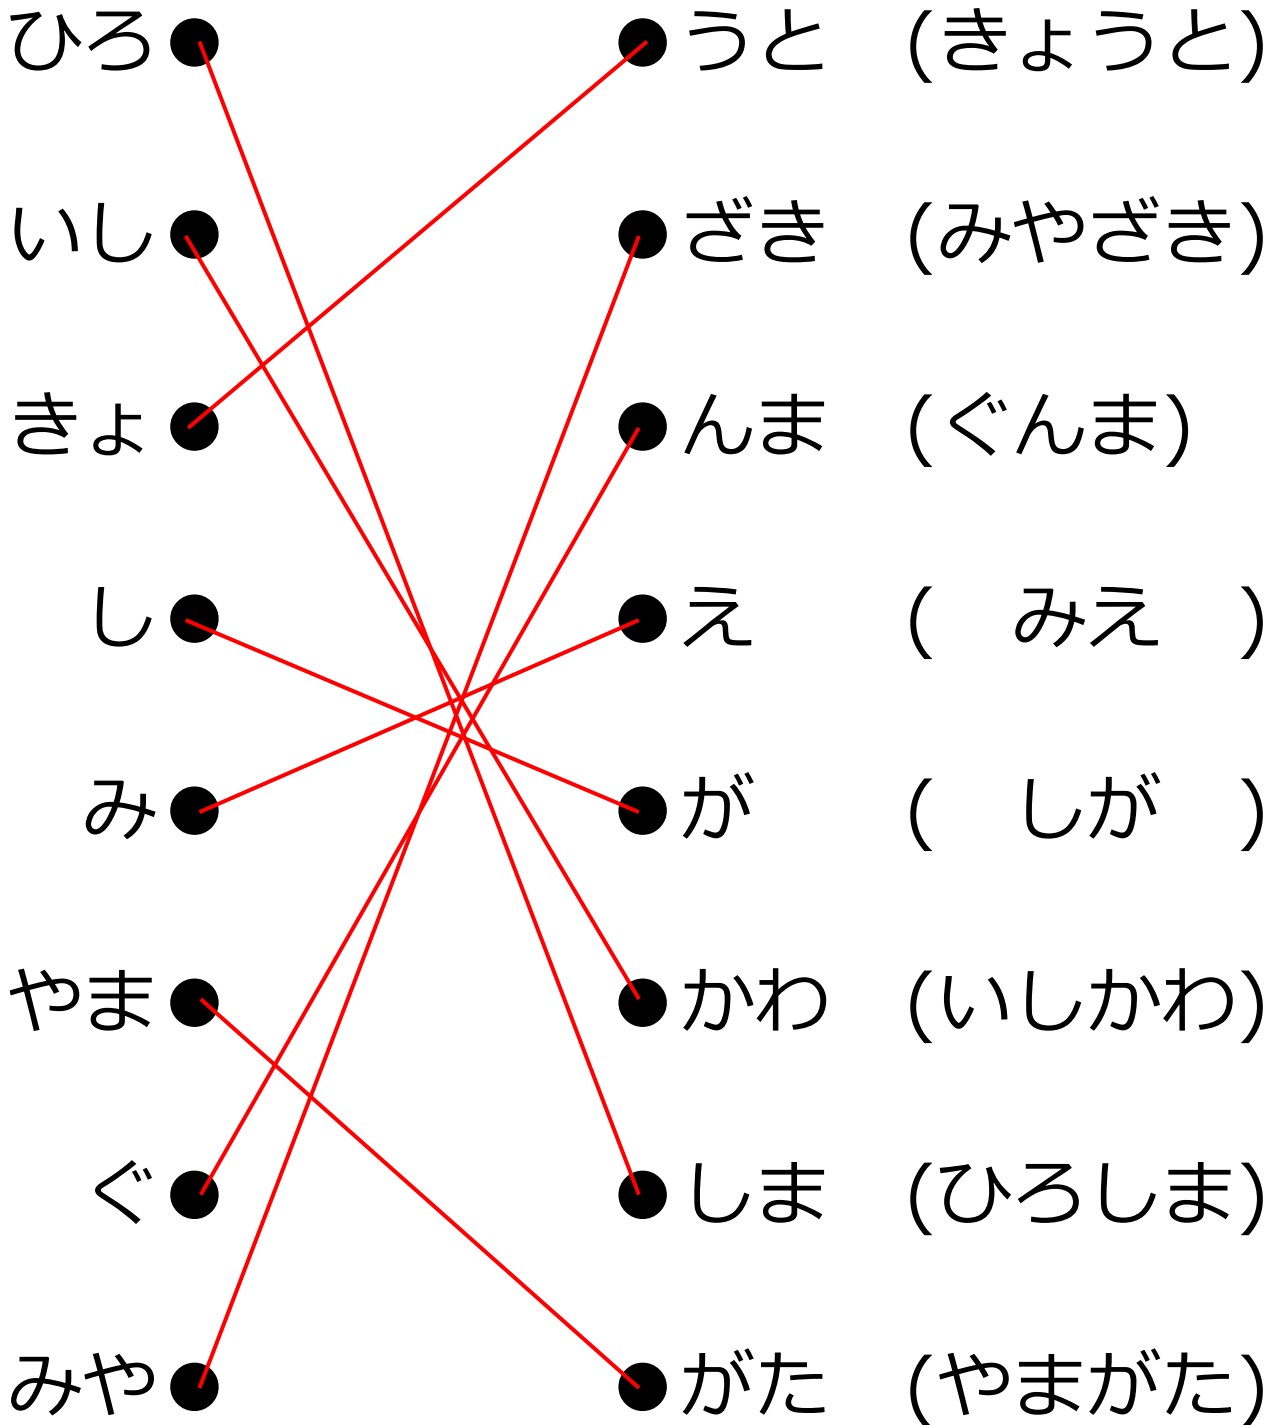 ひろ うと (きょうと)
いし ざき (みやざき)
きょ んま (ぐんま)
し え ( みえ )
み が ( しが )
やま かわ (いしかわ)
ぐ しま (ひろしま)
みや がた (やまがた)